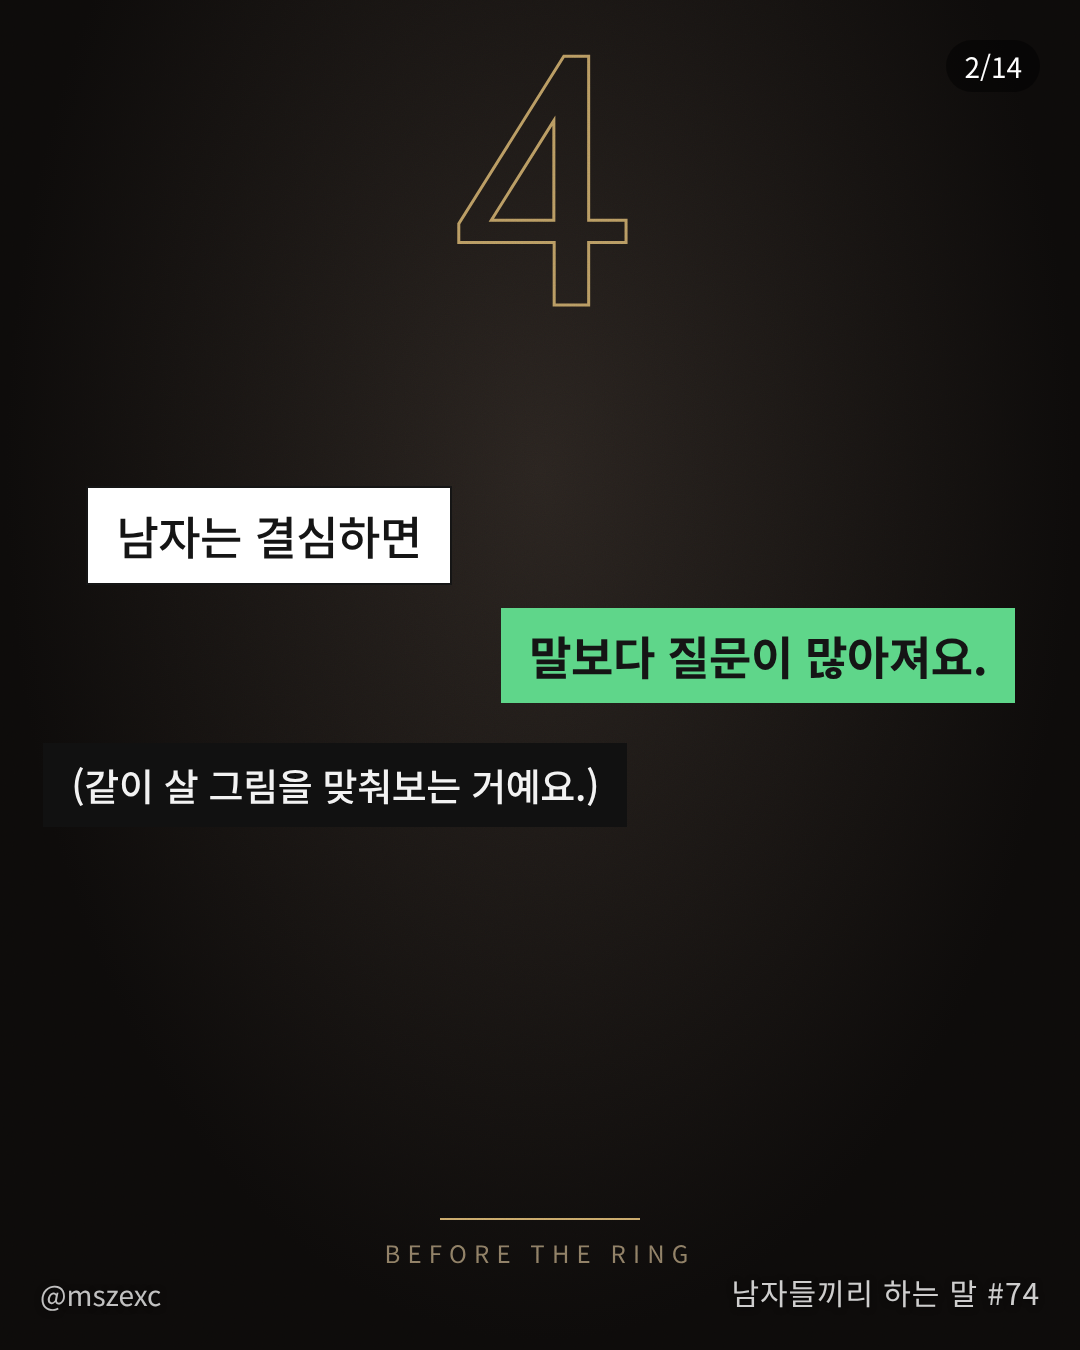 2/14
4
남자는 결심하면
말보다 질문이 많아져요.
(같이 살 그림을 맞춰보는 거예요.)
BEFORE THE RING
@mszexc
남자들끼리 하는 말 #74